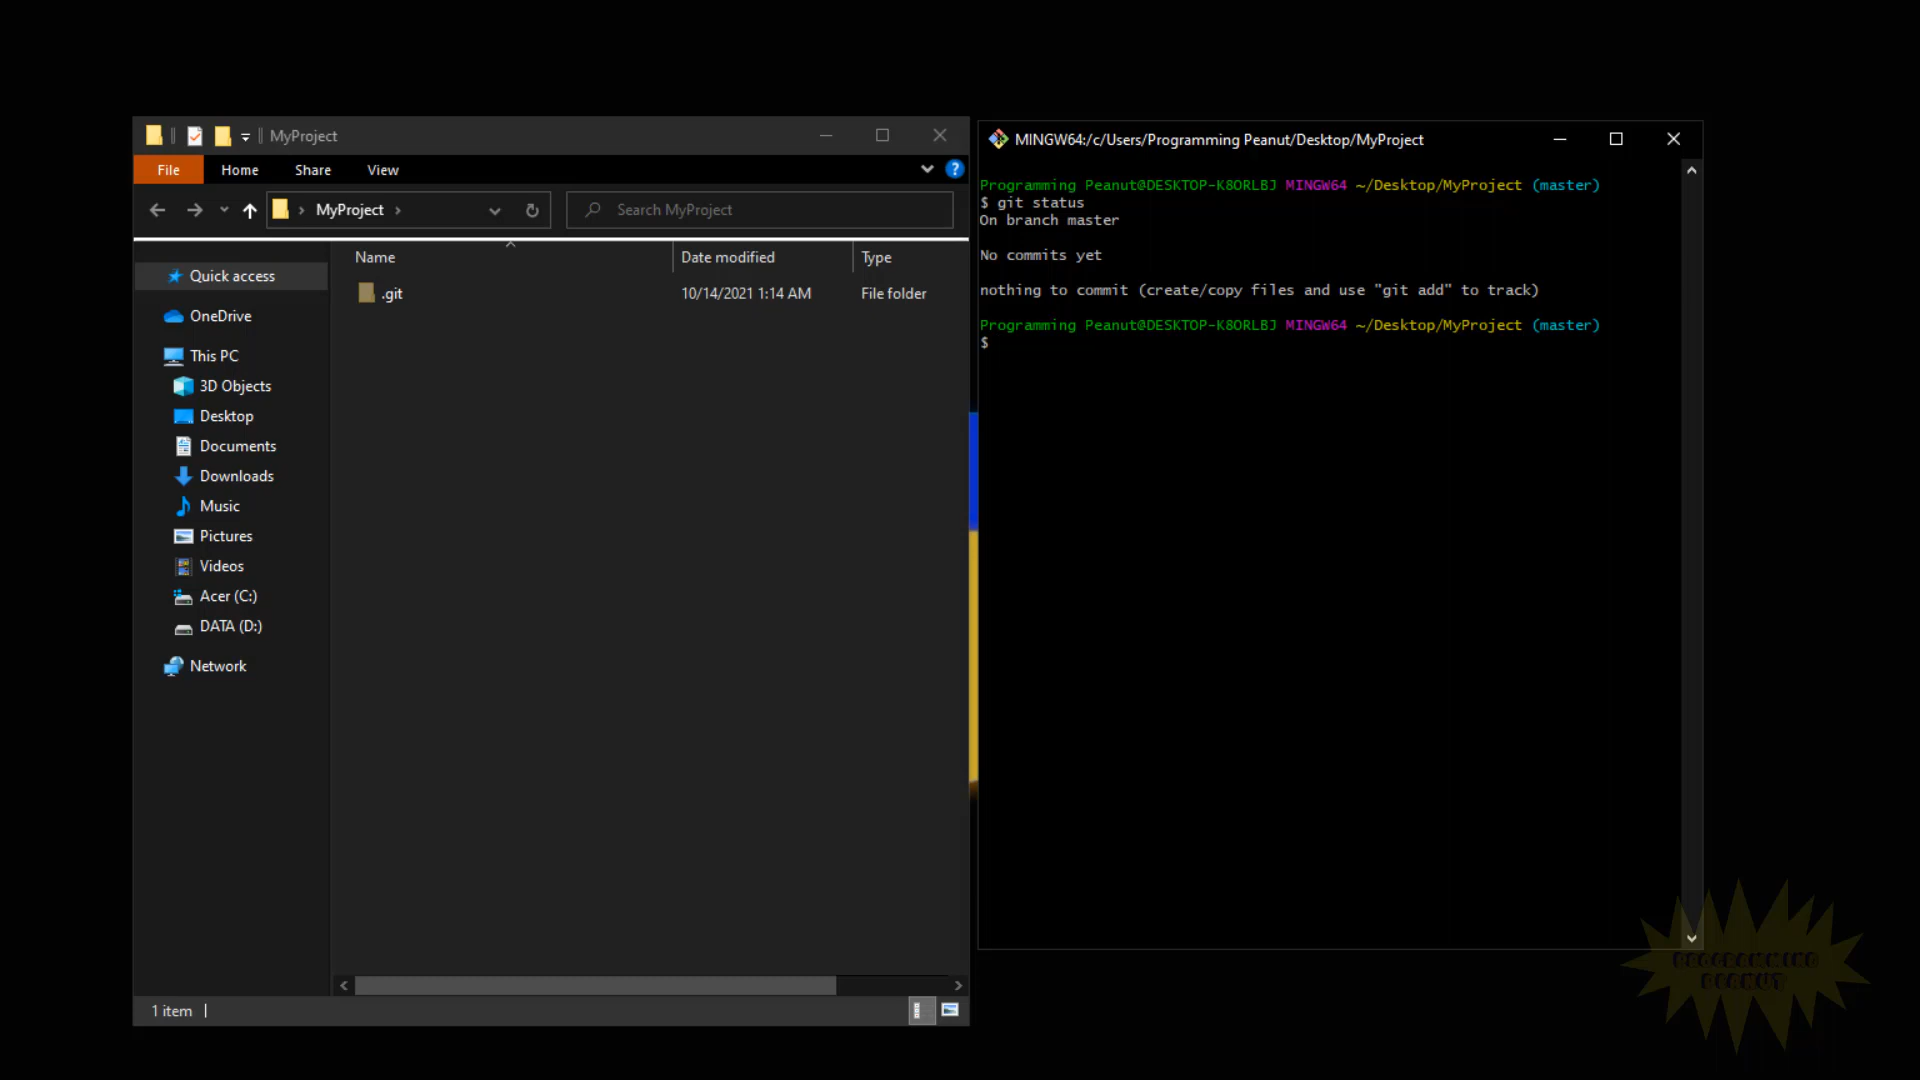 MyProject
File Home Share View
MyProject
Search MyProject
Name Date modified Type
.git 10/14/2021 1:14 AM File folder
Quick access
OneDrive
This PC
3D Objects
Desktop
Documents
Downloads
Music
Pictures
Videos
Acer (C:)
DATA (D:)
Network
1 item
MINGW64:/c/Users/Programming Peanut/Desktop/MyProject
Programming Peanut@DESKTOP-K8ORLBJ MINGW64 ~/Desktop/MyProject (master)
$ git status
On branch master
No commits yet
nothing to commit (create/copy files and use "git add" to track)
Programming Peanut@DESKTOP-K8ORLBJ MINGW64 ~/Desktop/MyProject (master)
$
PROGRAMMING
PEANUT